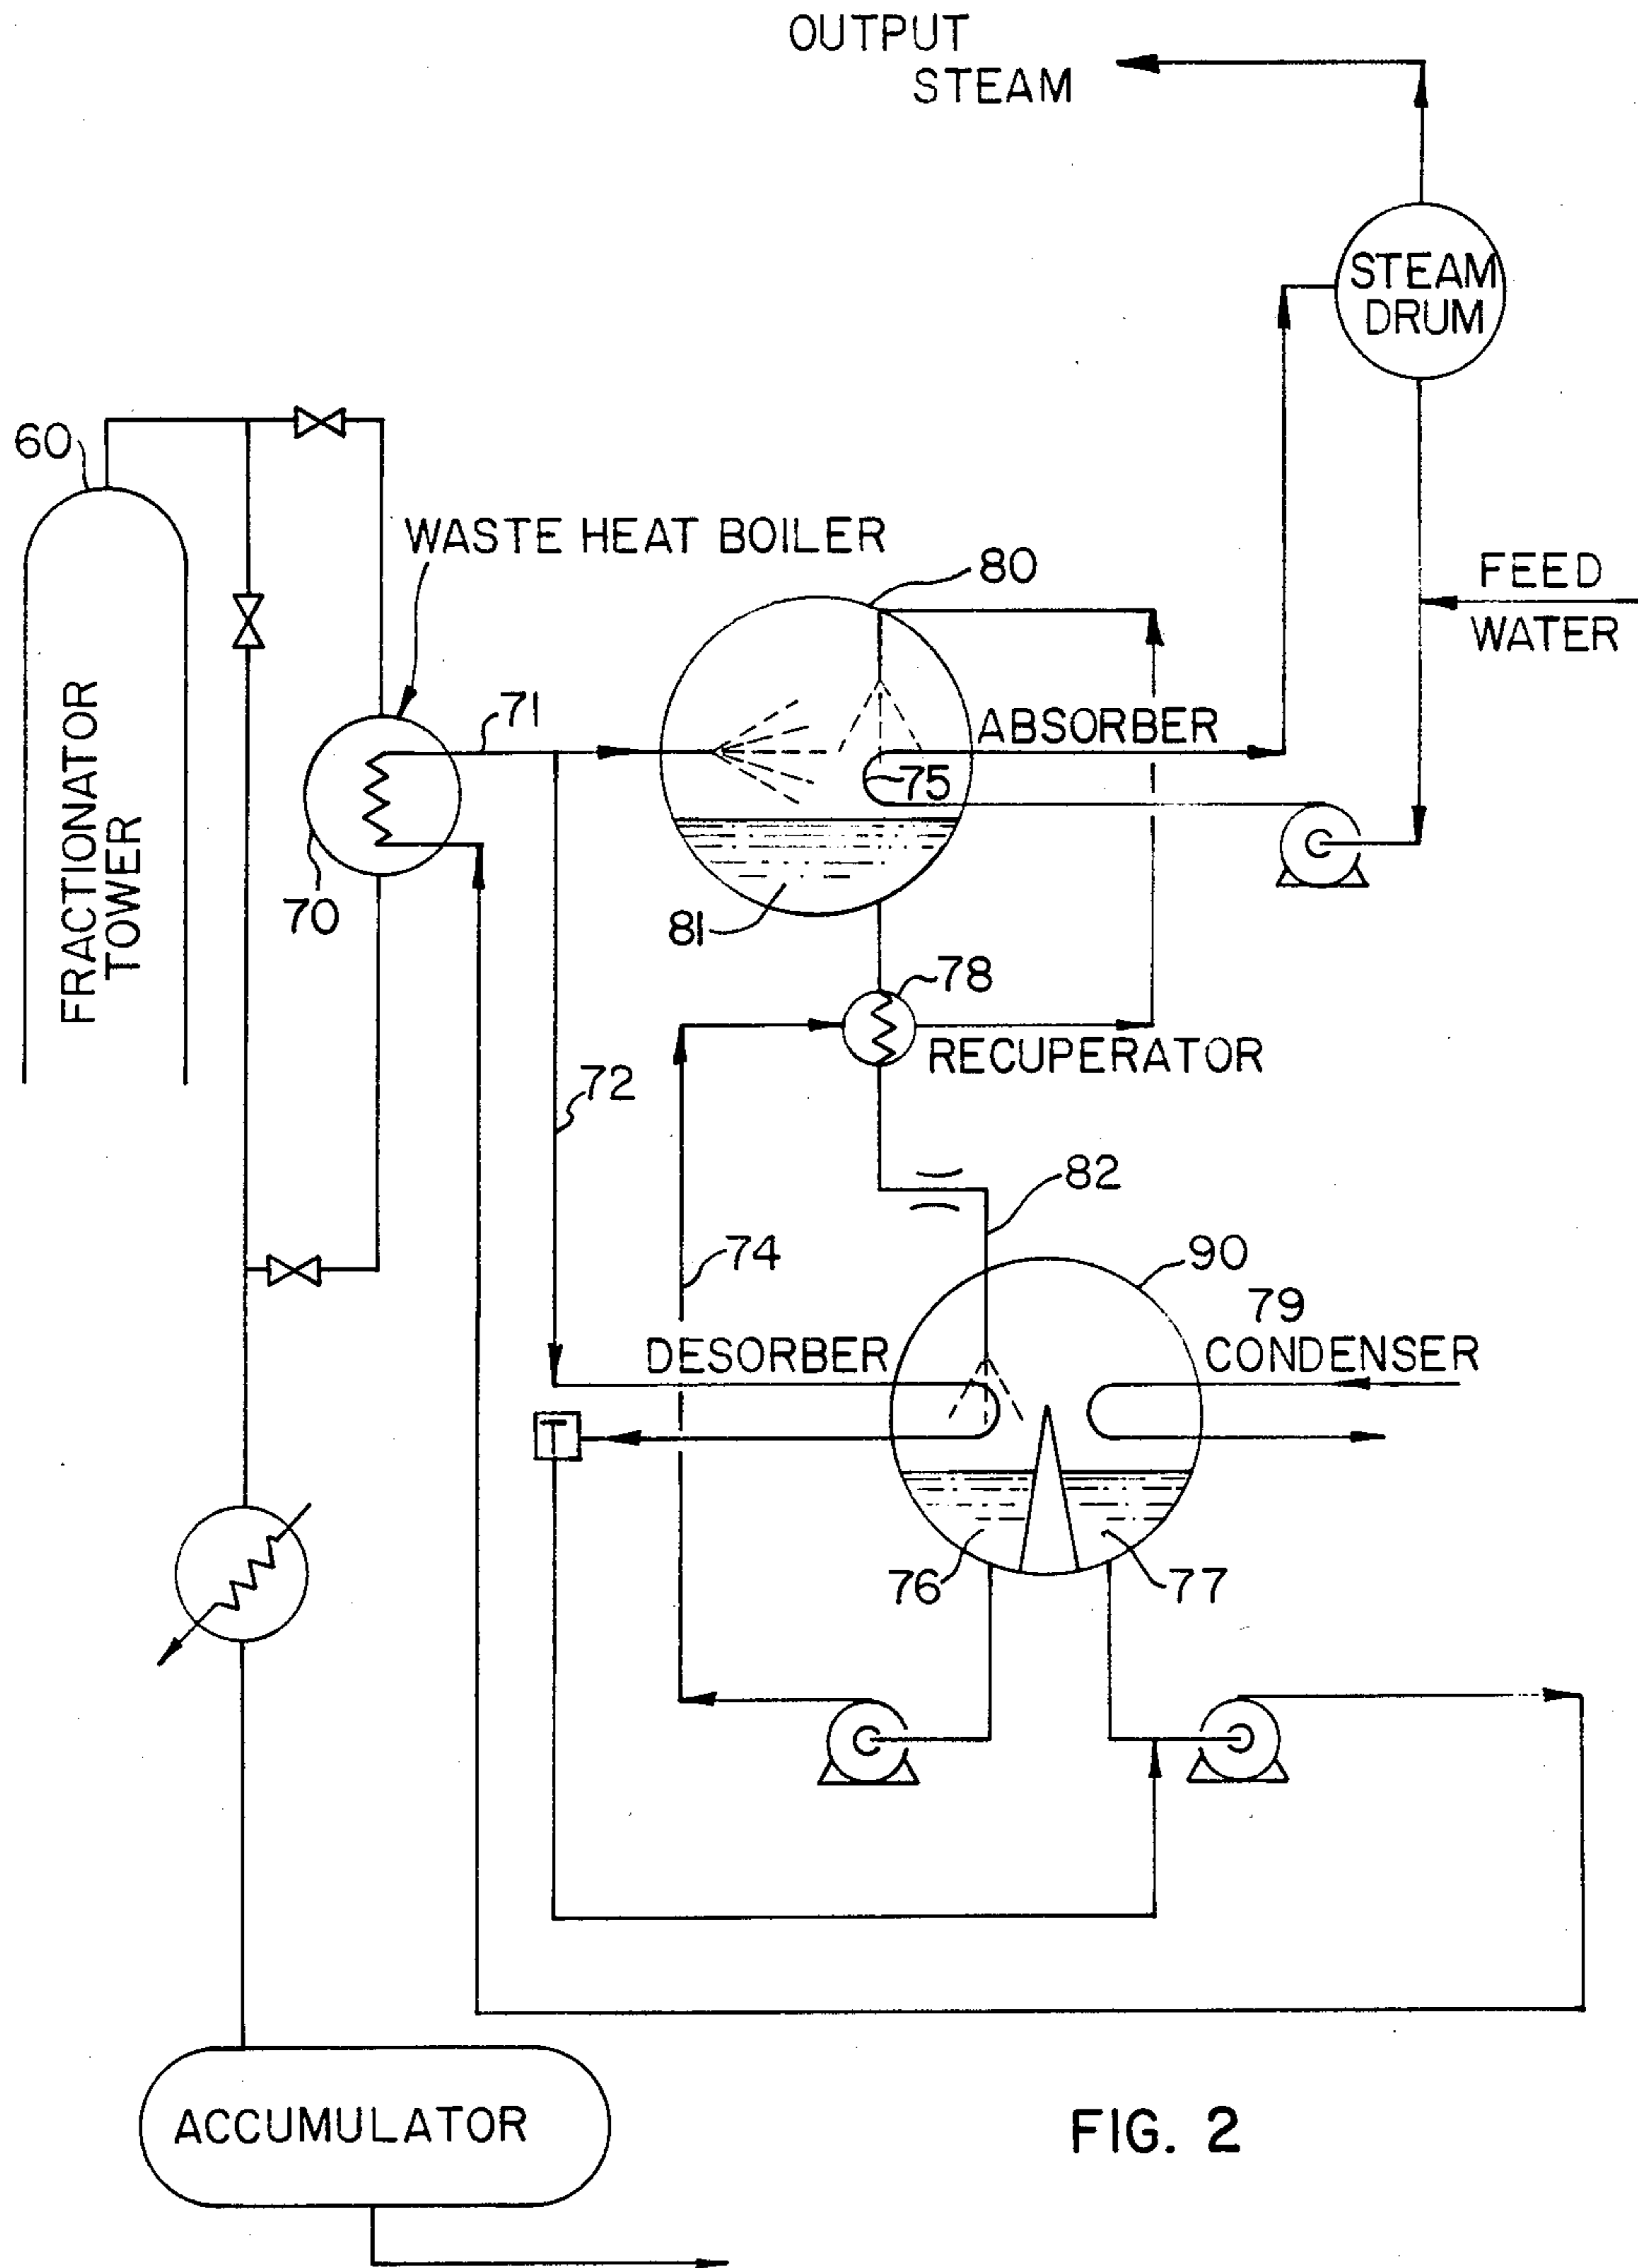 OUTPUT
STEAM
STEAM
DRUM
60
WASTE HEAT BOILER
80
FEED
WATER
71
ABSORBER
75
FRACTIONATOR
TOWER
70
81
78
RECUPERATOR
72
82
74
90
79
DESORBER
CONDENSER
T
76
77
ACCUMULATOR
FIG. 2